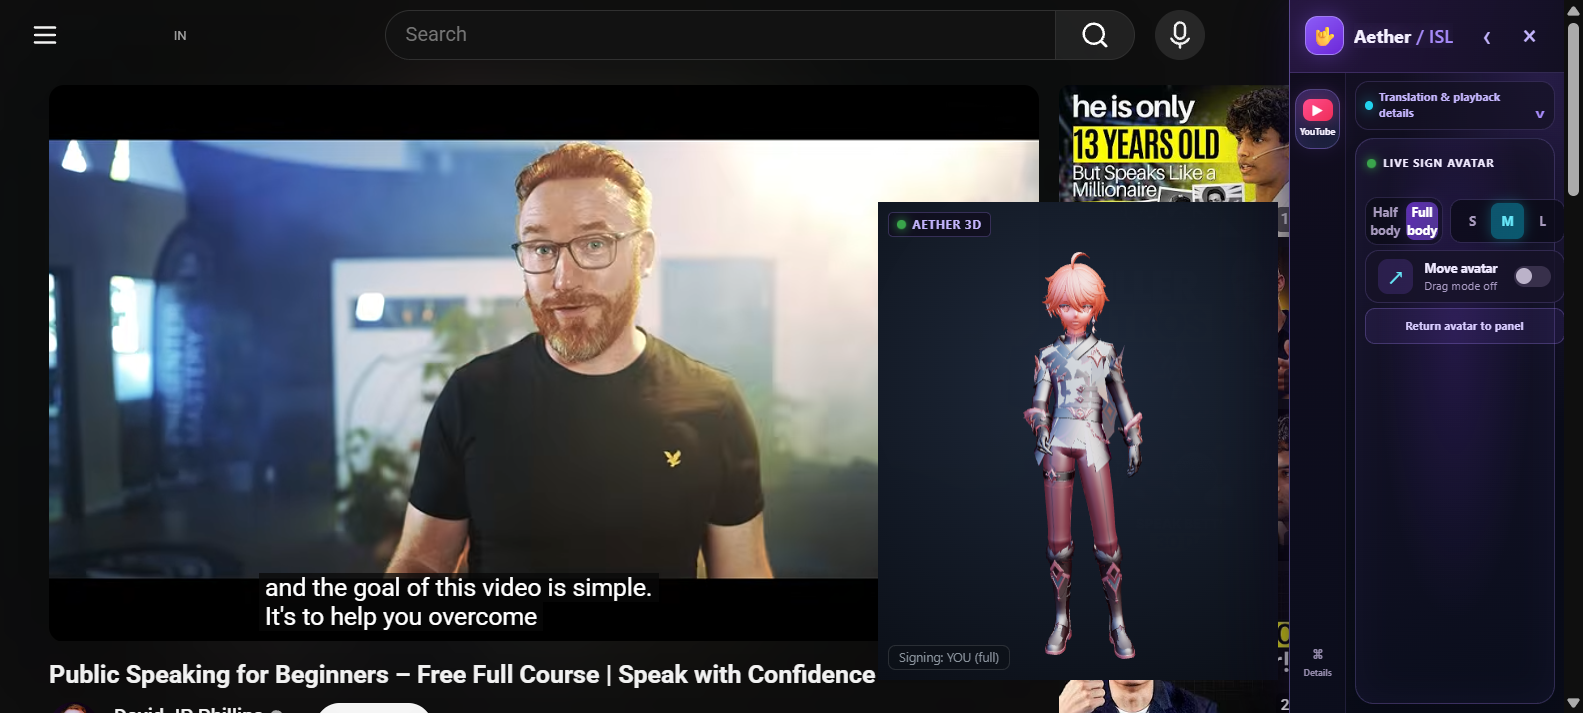 IN
Search
he is only
13 YEARS OLD
But Speaks Like a
Millionaire
and the goal of this video is simple.
It's to help you overcome
Public Speaking for Beginners – Free Full Course | Speak with Confidence
AETHER 3D
Signing: YOU (full)
Aether / ISL
YouTube
Translation & playback
details
LIVE SIGN AVATAR
Half
body
Full
body
S
M
L
Move avatar
Drag mode off
Return avatar to panel
⌘
Details